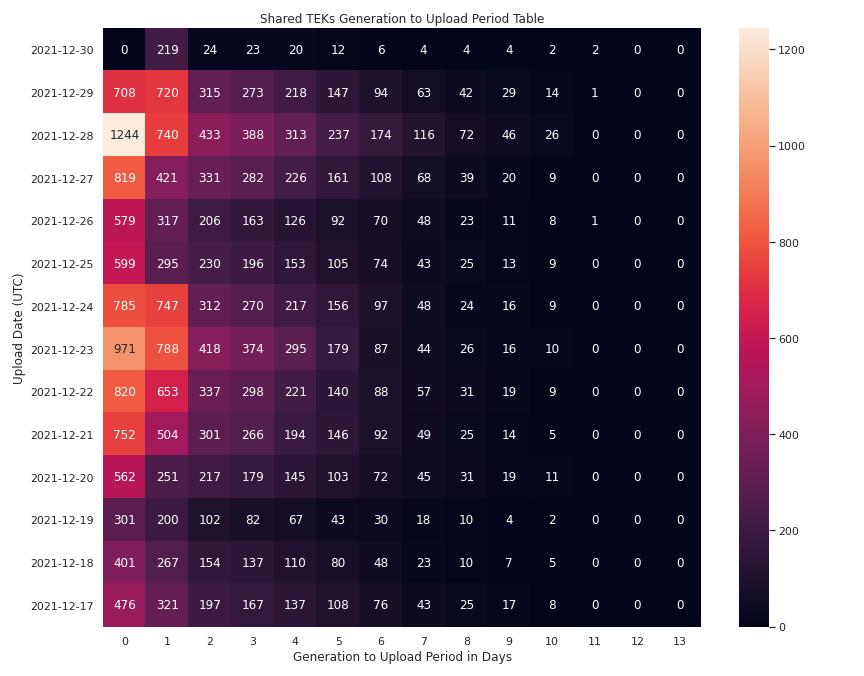 Shared TEKs Generation to Upload Period Table
2021-12-30 0 219 24 23 20 12 6 4 4 4 2 2 0 0
2021-12-29 708 720 315 273 218 147 94 63 42 29 14 1 0 0
2021-12-28 1244 740 433 388 313 237 174 116 72 46 26 0 0 0
2021-12-27 819 421 331 282 226 161 108 68 39 20 9 0 0 0
2021-12-26 579 317 206 163 126 92 70 48 23 11 8 1 0 0
2021-12-25 599 295 230 196 153 105 74 43 25 13 9 0 0 0
2021-12-24 785 747 312 270 217 156 97 48 24 16 9 0 0 0
2021-12-23 971 788 418 374 295 179 87 44 26 16 10 0 0 0
2021-12-22 820 653 337 298 221 140 88 57 31 19 9 0 0 0
2021-12-21 752 504 301 266 194 146 92 49 25 14 5 0 0 0
2021-12-20 562 251 217 179 145 103 72 45 31 19 11 0 0 0
2021-12-19 301 200 102 82 67 43 30 18 10 4 2 0 0 0
2021-12-18 401 267 154 137 110 80 48 23 10 7 5 0 0 0
2021-12-17 476 321 197 167 137 108 76 43 25 17 8 0 0 0
0 1 2 3 4 5 6 7 8 9 10 11 12 13
Generation to Upload Period in Days
Upload Date (UTC)
1200
1000
800
600
400
200
0